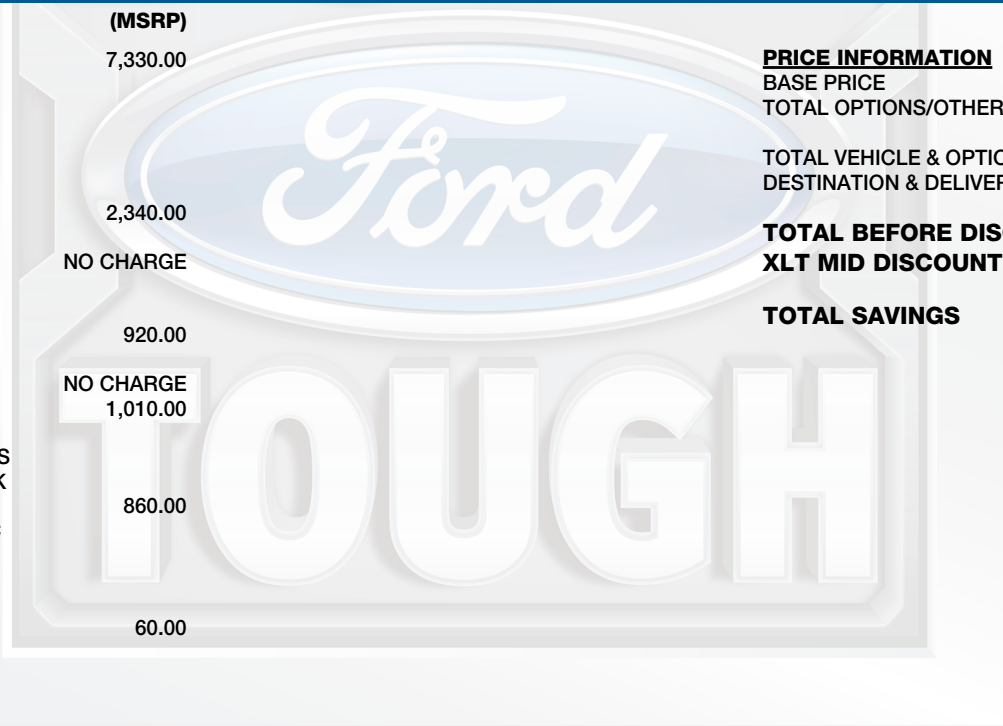 (MSRP)
7,330.00
2,340.00
NO CHARGE
920.00
NO CHARGE
1,010.00
S
K
860.00
60.00
PRICE INFORMATION
BASE PRICE
TOTAL OPTIONS/OTHER
TOTAL VEHICLE & OPTIO
DESTINATION & DELIVER
TOTAL BEFORE DIS
XLT MID DISCOUNT
TOTAL SAVINGS
Ford
TOUGH